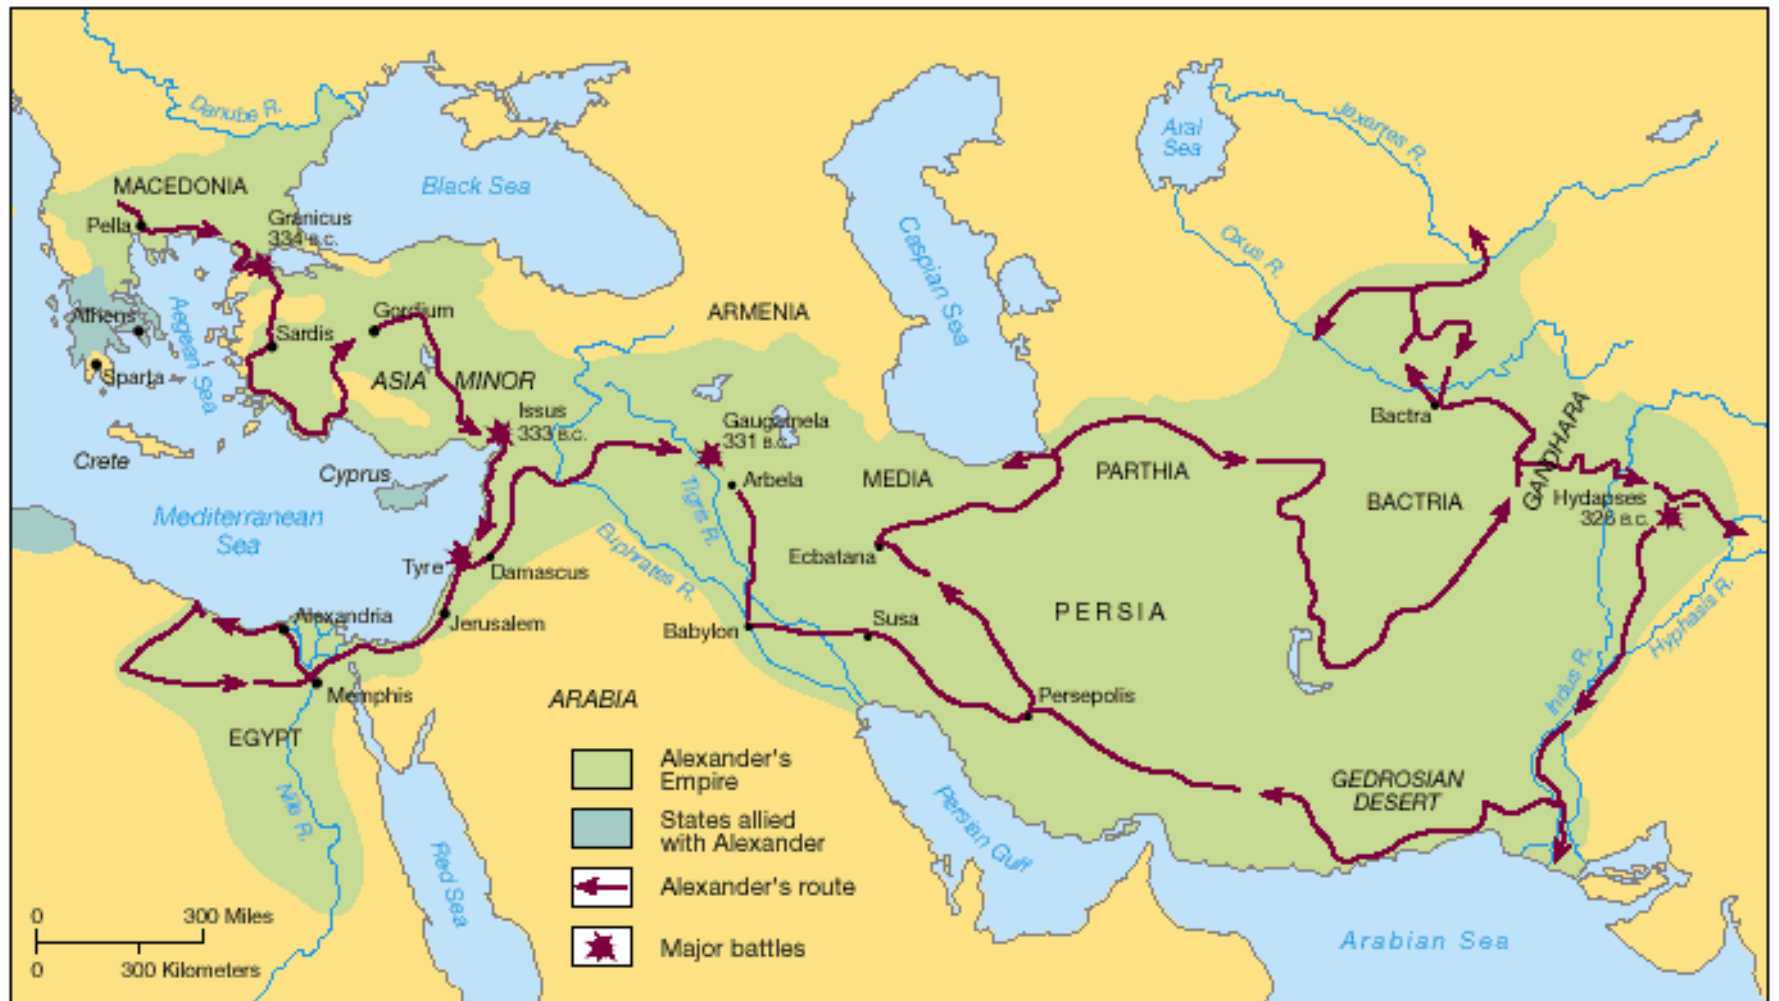 Danube R.
Aral
Sea
Jaxartes R.
MACEDONIA
Black Sea
Pella
Granicus
334 B.C.
Caspian Sea
Oxus R.
Athens
Aegean Sea
Gordium
ARMENIA
Sardis
Sparta
ASIA MINOR
Issus
333 B.C.
Gaugamela
331 B.C.
Bactra
GANDHARA
Crete
Cyprus
Arbela
MEDIA
PARTHIA
BACTRIA
Hydapses
326 B.C.
Mediterranean
Sea
Tigris R.
Euphrates R.
Ecbatana
Tyre
Damascus
Alexandria
Jerusalem
Babylon
Susa
PERSIA
Hyphasis R.
Indus R.
Memphis
ARABIA
Persepolis
EGYPT
Nile R.
Alexander's
Empire
GEDROSIAN
DESERT
States allied
with Alexander
Persian Gulf
Red Sea
Alexander's route
0 300 Miles
Major battles
0 300 Kilometers
Arabian Sea